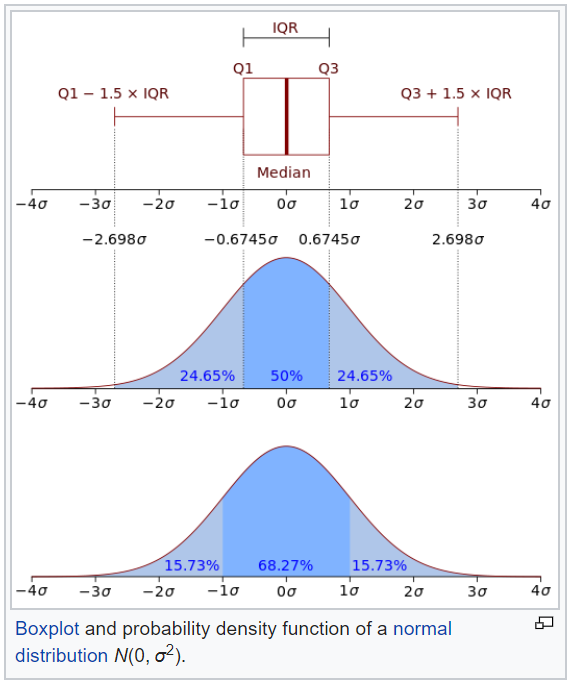 IQR
Q1 Q3
Q1 − 1.5 × IQR Q3 + 1.5 × IQR
Median
−4σ −3σ −2σ −1σ 0σ 1σ 2σ 3σ 4σ
−2.698σ −0.6745σ 0.6745σ 2.698σ
24.65% 50% 24.65%
−4σ −3σ −2σ −1σ 0σ 1σ 2σ 3σ 4σ
15.73% 68.27% 15.73%
−4σ −3σ −2σ −1σ 0σ 1σ 2σ 3σ 4σ
Boxplot and probability density function of a normal
distribution N(0, σ²).